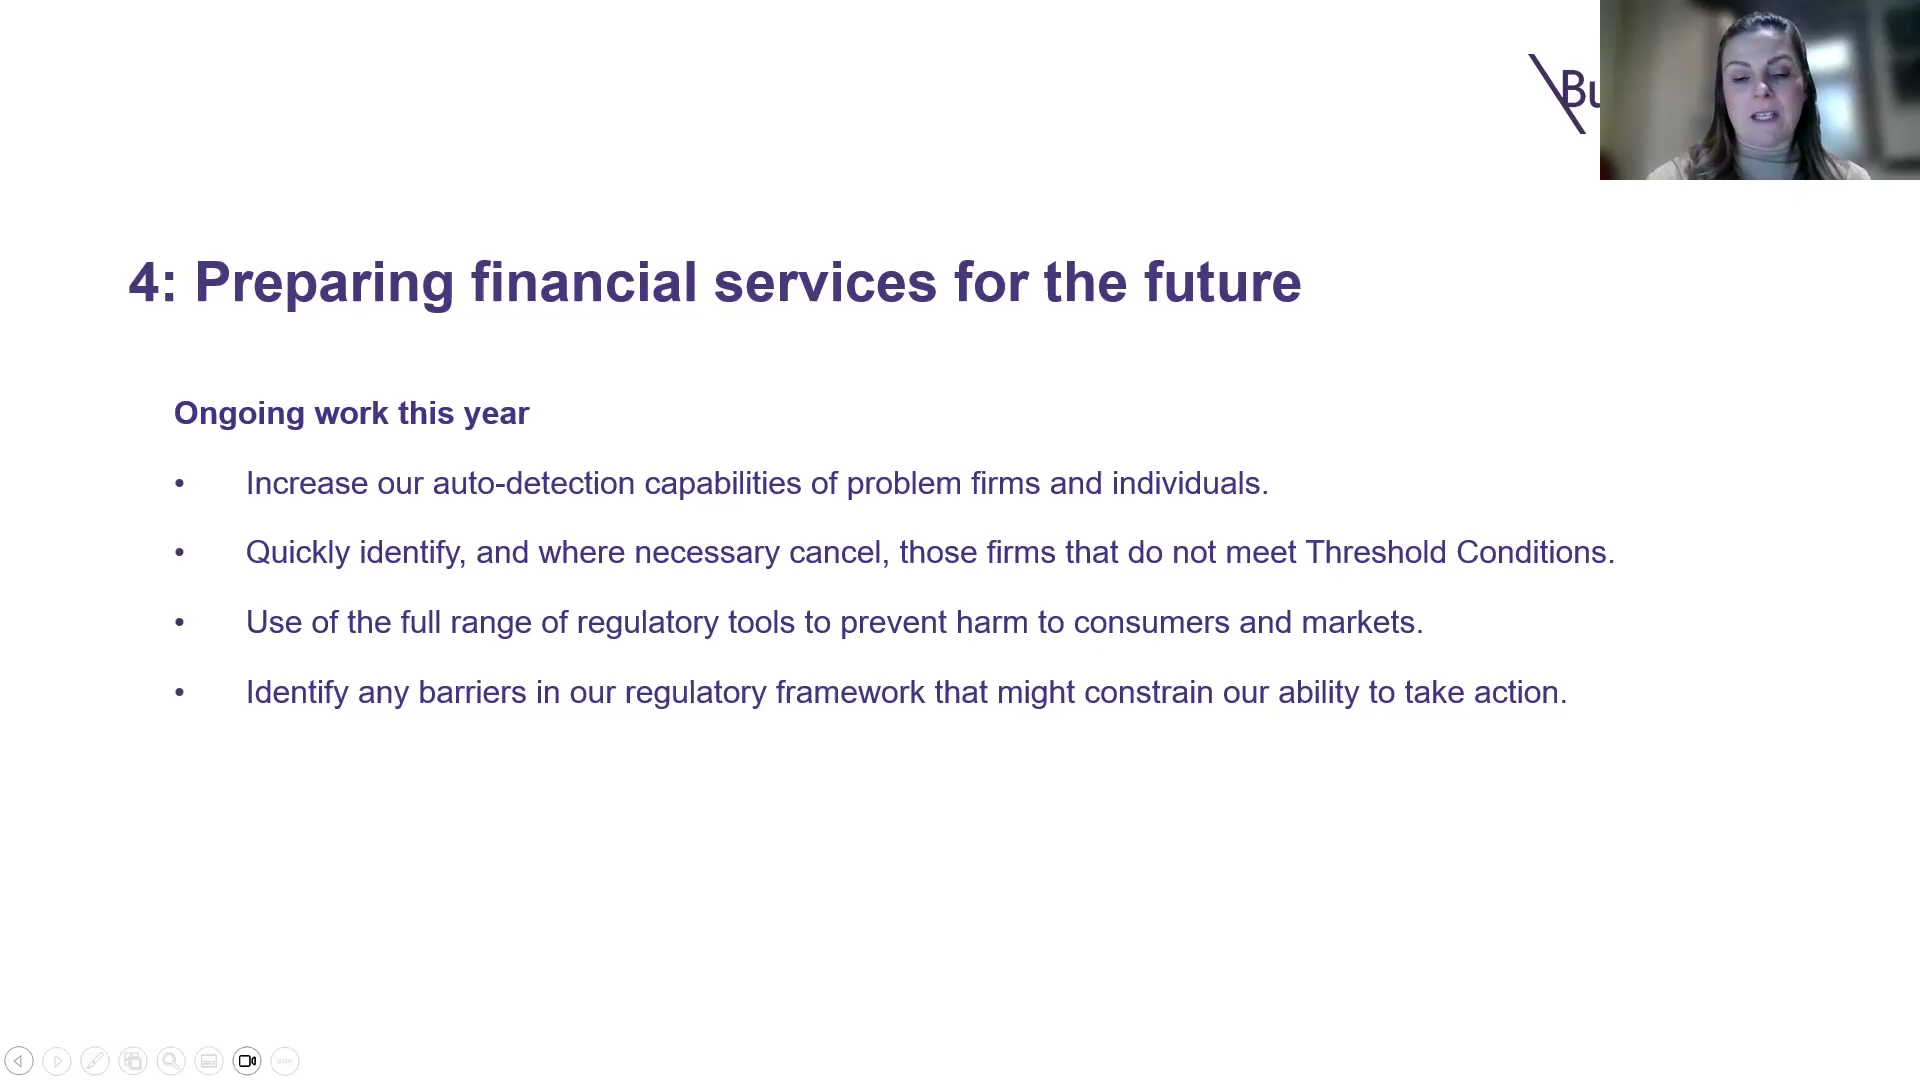 Bu
4: Preparing financial services for the future
Ongoing work this year
• Increase our auto-detection capabilities of problem firms and individuals.
• Quickly identify, and where necessary cancel, those firms that do not meet Threshold Conditions.
• Use of the full range of regulatory tools to prevent harm to consumers and markets.
• Identify any barriers in our regulatory framework that might constrain our ability to take action.